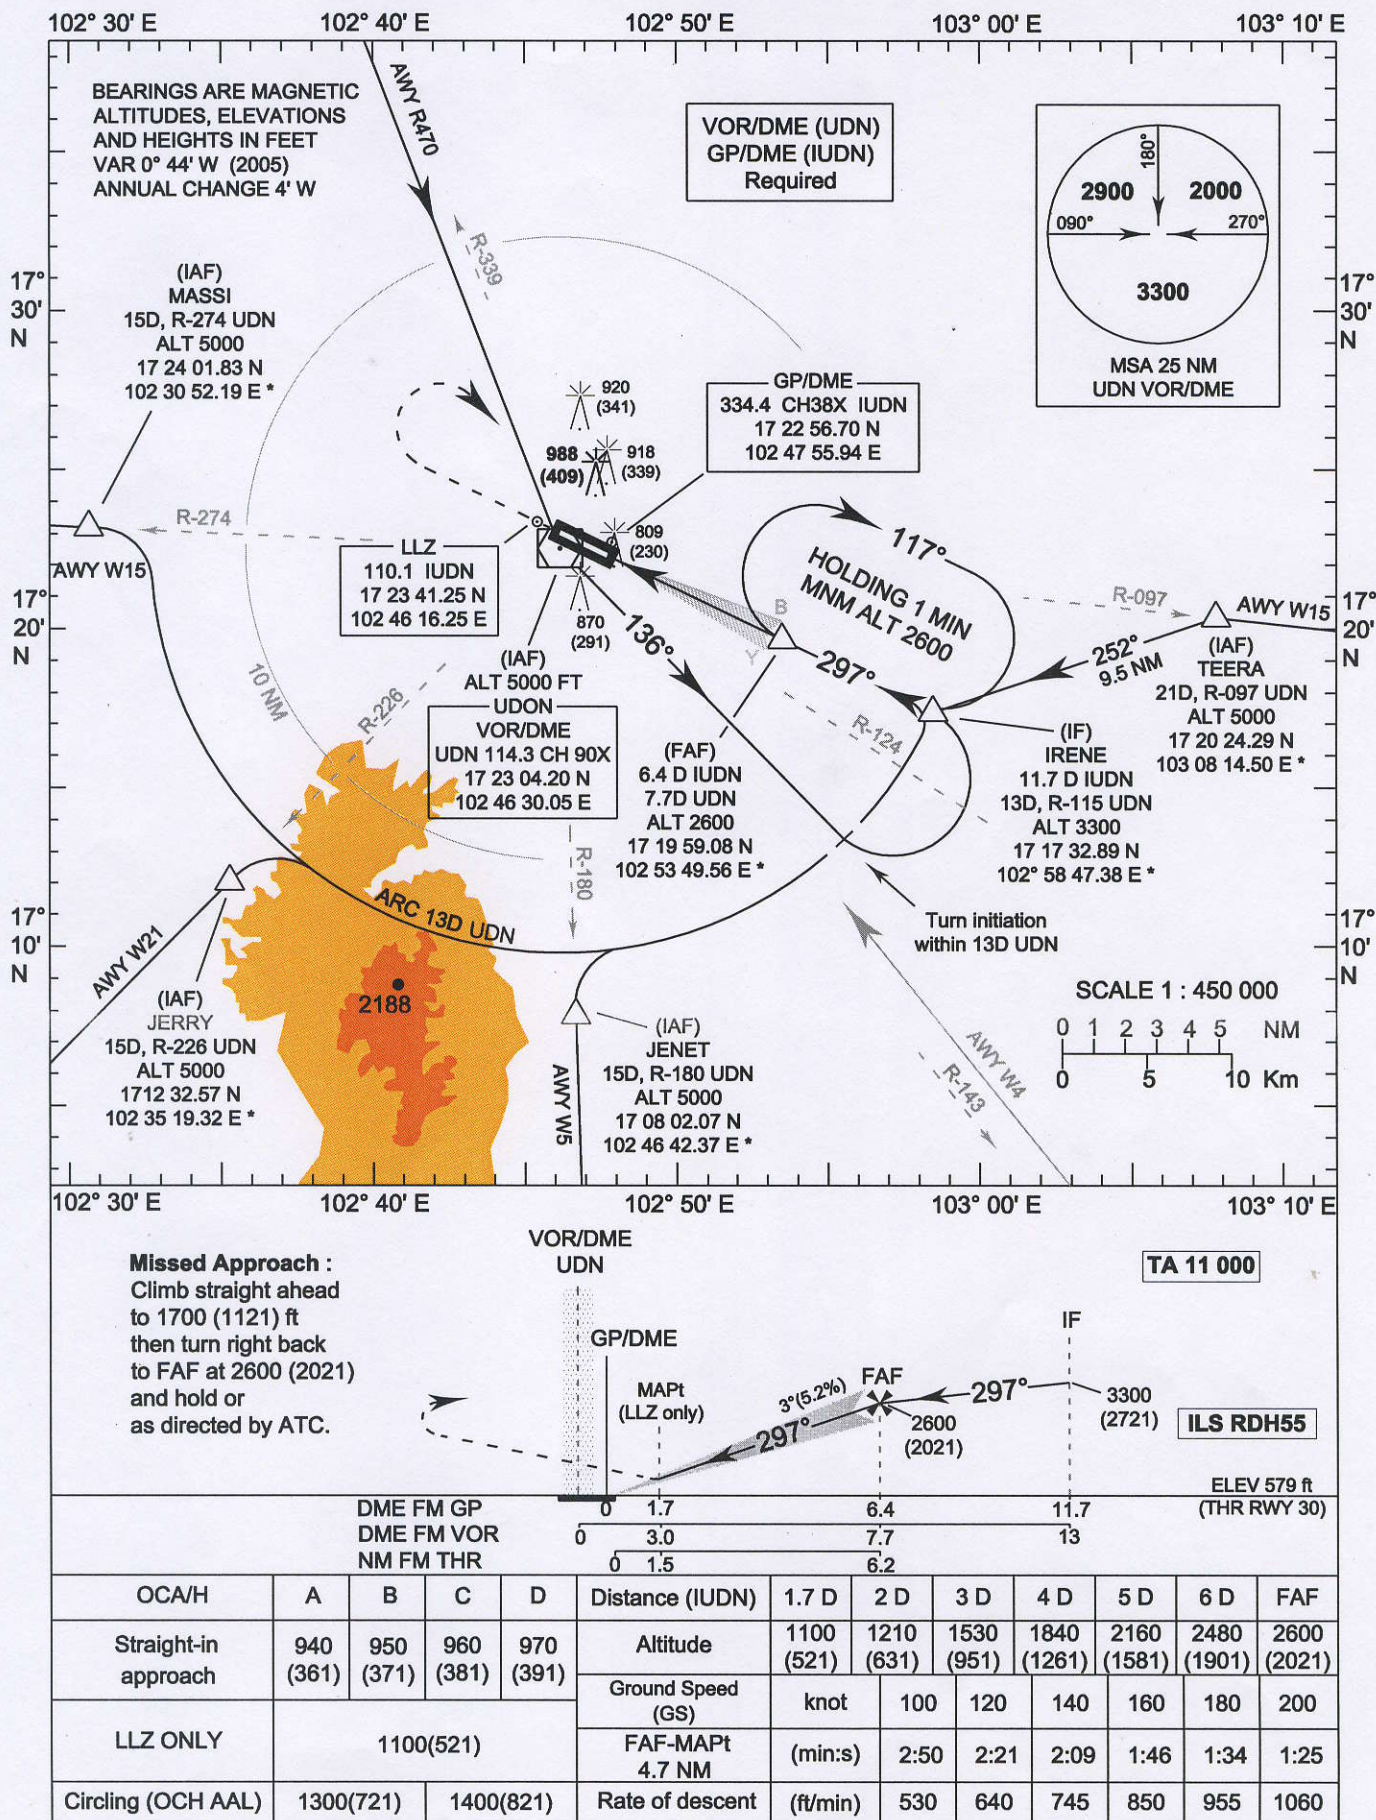 102° 30' E 102° 40' E 102° 50' E 103° 00' E 103° 10' E
BEARINGS ARE MAGNETIC
ALTITUDES, ELEVATIONS
AND HEIGHTS IN FEET
VAR 0° 44' W (2005)
ANNUAL CHANGE 4' W
AWY R470
VOR/DME (UDN)
GP/DME (IUDN)
Required
180°
2900 2000
090° 270°
3300
MSA 25 NM
UDN VOR/DME
R-339
17°
30'
N
17°
30'
N
(IAF)
MASSI
15D, R-274 UDN
ALT 5000
17 24 01.83 N
102 30 52.19 E *
920
(341)
988
(409)
918
(339)
809
(230)
870
(291)
GP/DME
334.4 CH38X IUDN
17 22 56.70 N
102 47 55.94 E
R-274
AWY W15
LLZ
110.1 IUDN
17 23 41.25 N
102 46 16.25 E
117°
HOLDING 1 MIN
MNM ALT 2600
R-097
AWY W15
17°
20'
N
17°
20'
N
B
Y
136°
297°
252°
9.5 NM
(IAF)
TEERA
21D, R-097 UDN
ALT 5000
17 20 24.29 N
103 08 14.50 E *
(IAF)
ALT 5000 FT
UDON
VOR/DME
UDN 114.3 CH 90X
17 23 04.20 N
102 46 30.05 E
10 NM
R-226
R-124
(FAF)
6.4 D IUDN
7.7D UDN
ALT 2600
17 19 59.08 N
102 53 49.56 E *
(IF)
IRENE
11.7 D IUDN
13D, R-115 UDN
ALT 3300
17 17 32.89 N
102° 58 47.38 E *
R-180
ARC 13D UDN
Turn initiation
within 13D UDN
17°
10'
N
17°
10'
N
AWY W21
(IAF)
JERRY
15D, R-226 UDN
ALT 5000
1712 32.57 N
102 35 19.32 E *
2188
AWY W5
(IAF)
JENET
15D, R-180 UDN
ALT 5000
17 08 02.07 N
102 46 42.37 E *
AWY W4
R-143
SCALE 1 : 450 000
0 1 2 3 4 5 NM
0 5 10 Km
102° 30' E 102° 40' E 102° 50' E 103° 00' E 103° 10' E
Missed Approach :
Climb straight ahead
to 1700 (1121) ft
then turn right back
to FAF at 2600 (2021)
and hold or
as directed by ATC.
VOR/DME
UDN
GP/DME
MAPt
(LLZ only)
3°(5.2%)
297°
FAF
2600
(2021)
297°
IF
3300
(2721)
TA 11 000
ILS RDH55
ELEV 579 ft
(THR RWY 30)
DME FM GP 0 1.7 6.4 11.7
DME FM VOR 0 3.0 7.7 13
NM FM THR 0 1.5 6.2
OCA/H A B C D Distance (IUDN) 1.7 D 2 D 3 D 4 D 5 D 6 D FAF
Straight-in 940 950 960 970 Altitude 1100 1210 1530 1840 2160 2480 2600
approach (361) (371) (381) (391) (521) (631) (951) (1261) (1581) (1901) (2021)
LLZ ONLY 1100(521)
Ground Speed
(GS) knot 100 120 140 160 180 200
FAF-MAPt
4.7 NM (min:s) 2:50 2:21 2:09 1:46 1:34 1:25
Circling (OCH AAL) 1300(721) 1400(821) Rate of descent (ft/min) 530 640 745 850 955 1060